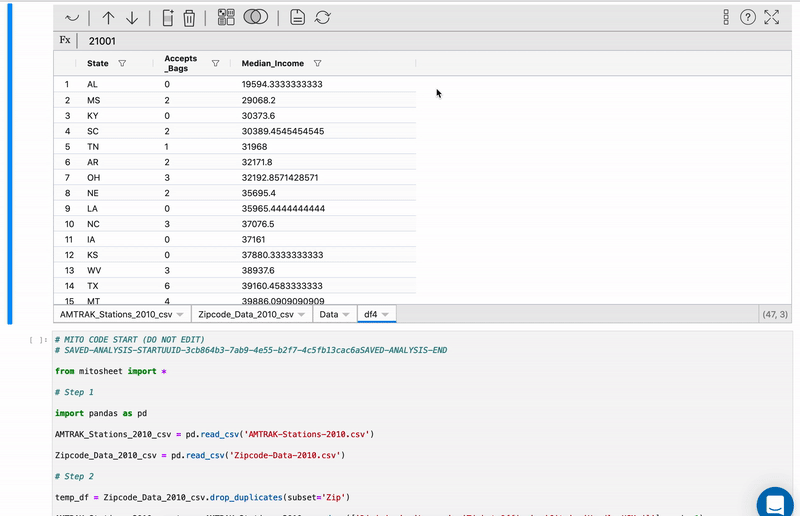 Fx 21001
State Accepts _Bags Median_Income
1 AL 0 19594.3333333333
2 MS 2 29068.2
3 KY 0 30373.6
4 SC 2 30389.4545454545
5 TN 1 31968
6 AR 2 32171.8
7 OH 3 32192.8571428571
8 NE 2 35695.4
9 LA 0 35965.4444444444
10 NC 3 37076.5
11 IA 0 37161
12 KS 0 37880.3333333333
13 WV 3 38937.6
14 TX 6 39160.4583333333
15 MT 4 39886.0909090909
AMTRAK_Stations_2010_csv Zipcode_Data_2010_csv Data df4 (47, 3)
[ ]: # MITO CODE START (DO NOT EDIT)
# SAVED-ANALYSIS-STARTUUID-3cb864b3-7ab9-4e55-b2f7-4c5fb13cac6aSAVED-ANALYSIS-END
from mitosheet import *
# Step 1
import pandas as pd
AMTRAK_Stations_2010_csv = pd.read_csv('AMTRAK-Stations-2010.csv')
Zipcode_Data_2010_csv = pd.read_csv('Zipcode-Data-2010.csv')
# Step 2
temp_df = Zipcode_Data_2010_csv.drop_duplicates(subset='Zip')